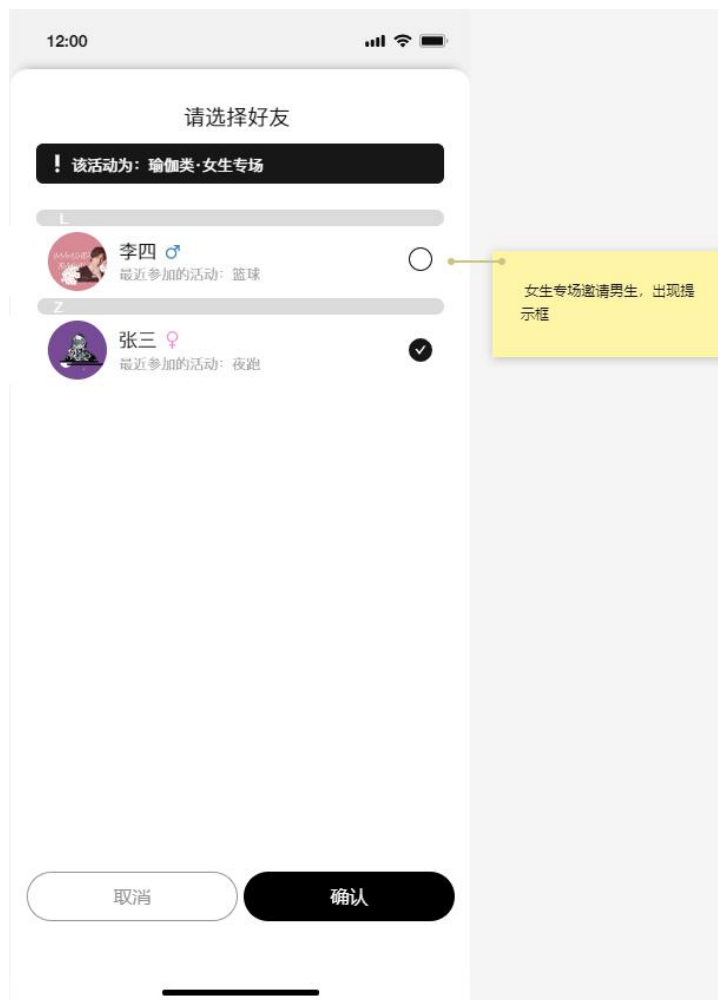 12:00
请选择好友
! 该活动为：瑜伽类·女生专场
L
李四 ♂
最近参加的活动：篮球
女生专场邀请男生，出现提
示框
Z
张三 ♀
最近参加的活动：夜跑
取消
确认